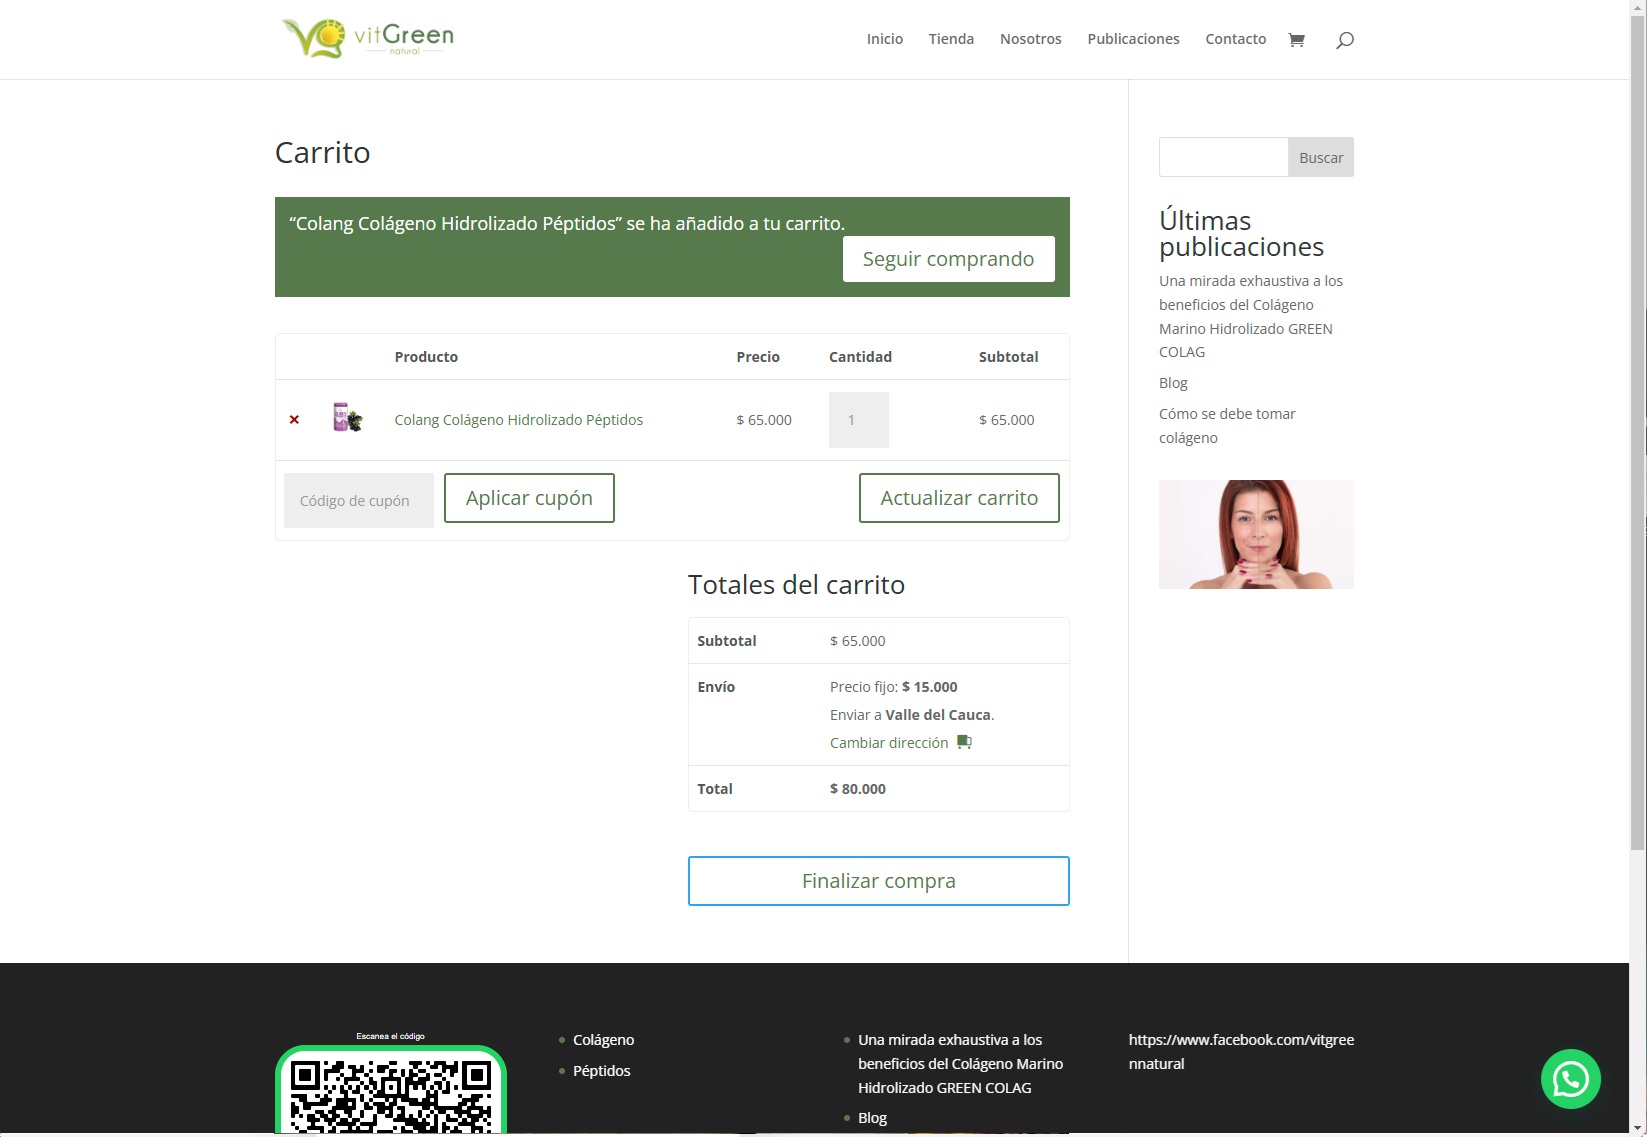 vitGreen
natural
Inicio
Tienda
Nosotros
Publicaciones
Contacto
Carrito
“Colang Colágeno Hidrolizado Péptidos” se ha añadido a tu carrito.
Seguir comprando
Producto Precio Cantidad Subtotal
× Colang Colágeno Hidrolizado Péptidos $ 65.000 1 $ 65.000
Código de cupón
Aplicar cupón
Actualizar carrito
Totales del carrito
Subtotal $ 65.000
Envío Precio fijo: $ 15.000
Enviar a Valle del Cauca.
Cambiar dirección
Total $ 80.000
Finalizar compra
Buscar
Últimas
publicaciones
Una mirada exhaustiva a los
beneficios del Colágeno
Marino Hidrolizado GREEN
COLAG
Blog
Cómo se debe tomar
colágeno
Escanea el código
Colágeno
Péptidos
Una mirada exhaustiva a los
beneficios del Colágeno Marino
Hidrolizado GREEN COLAG
Blog
https://www.facebook.com/vitgree
nnatural